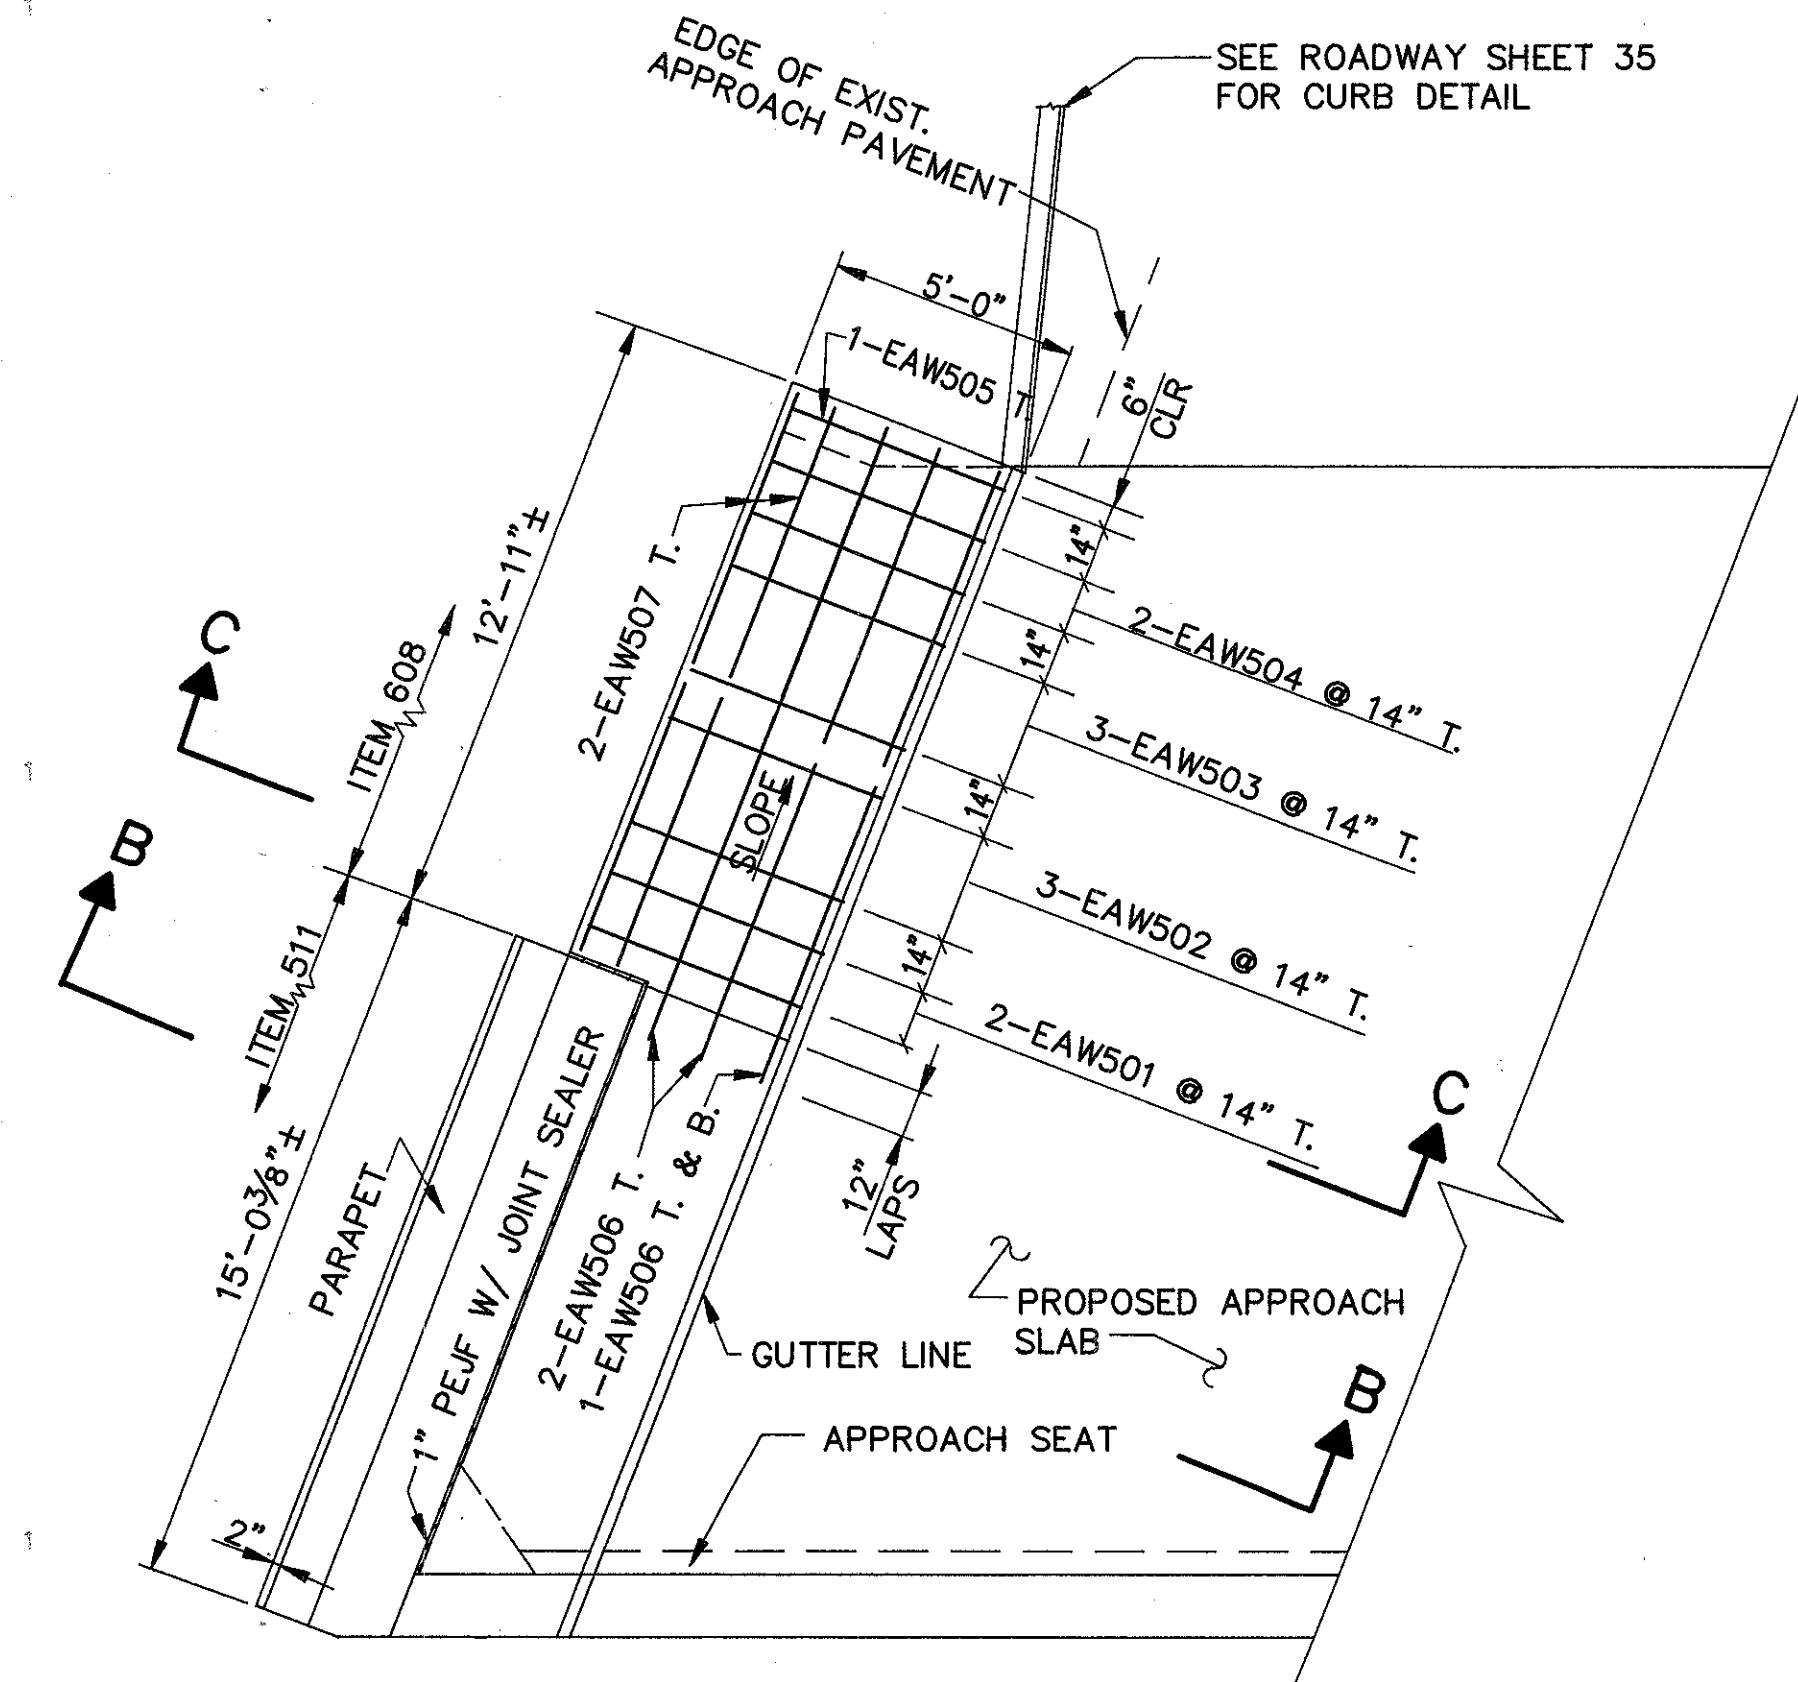 EDGE OF EXIST.
APPROACH PAVEMENT
SEE ROADWAY SHEET 35
FOR CURB DETAIL
5'-0"
1-EAW505 T.
6"
CLR
12'-11"±
2-EAW507 T.
14"
14"
14"
14"
2-EAW504 @ 14" T.
3-EAW503 @ 14" T.
3-EAW502 @ 14" T.
2-EAW501 @ 14" T.
C
B
ITEM 608
ITEM 511
SLOPE
15'-0 3/8"±
PARAPET
1" PEJF W/ JOINT SEALER
2-EAW506 T.
1-EAW506 T. & B.
12"
LAPS
C
PROPOSED APPROACH
SLAB
GUTTER LINE
B
APPROACH SEAT
2"